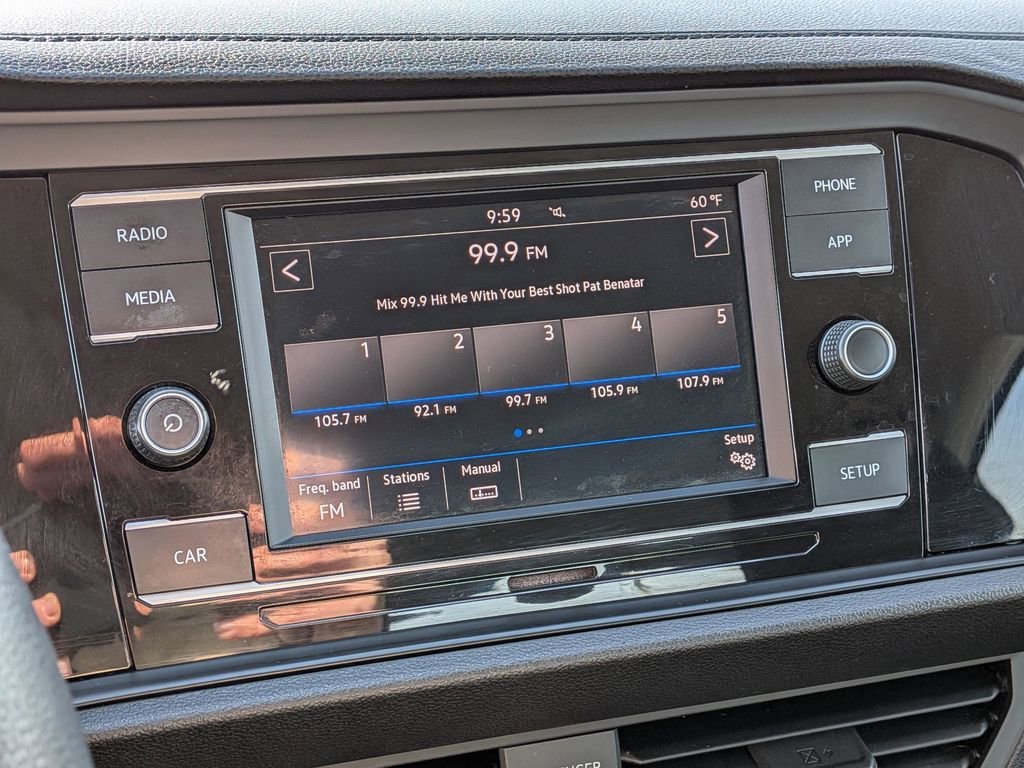 RADIO
MEDIA
CAR
PHONE
APP
SETUP
9:59
60 °F
<
99.9 FM
>
Mix 99.9 Hit Me With Your Best Shot Pat Benatar
1 2 3 4 5
105.7 FM 92.1 FM 99.7 FM 105.9 FM 107.9 FM
Freq. band Stations Manual Setup
FM